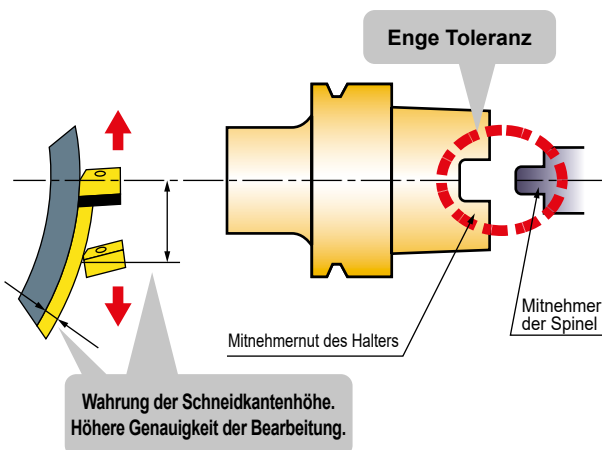 Enge Toleranz
Mitnehmernut des Halters
Mitnehmer
der Spinel
Wahrung der Schneidkantenhöhe.
Höhere Genauigkeit der Bearbeitung.